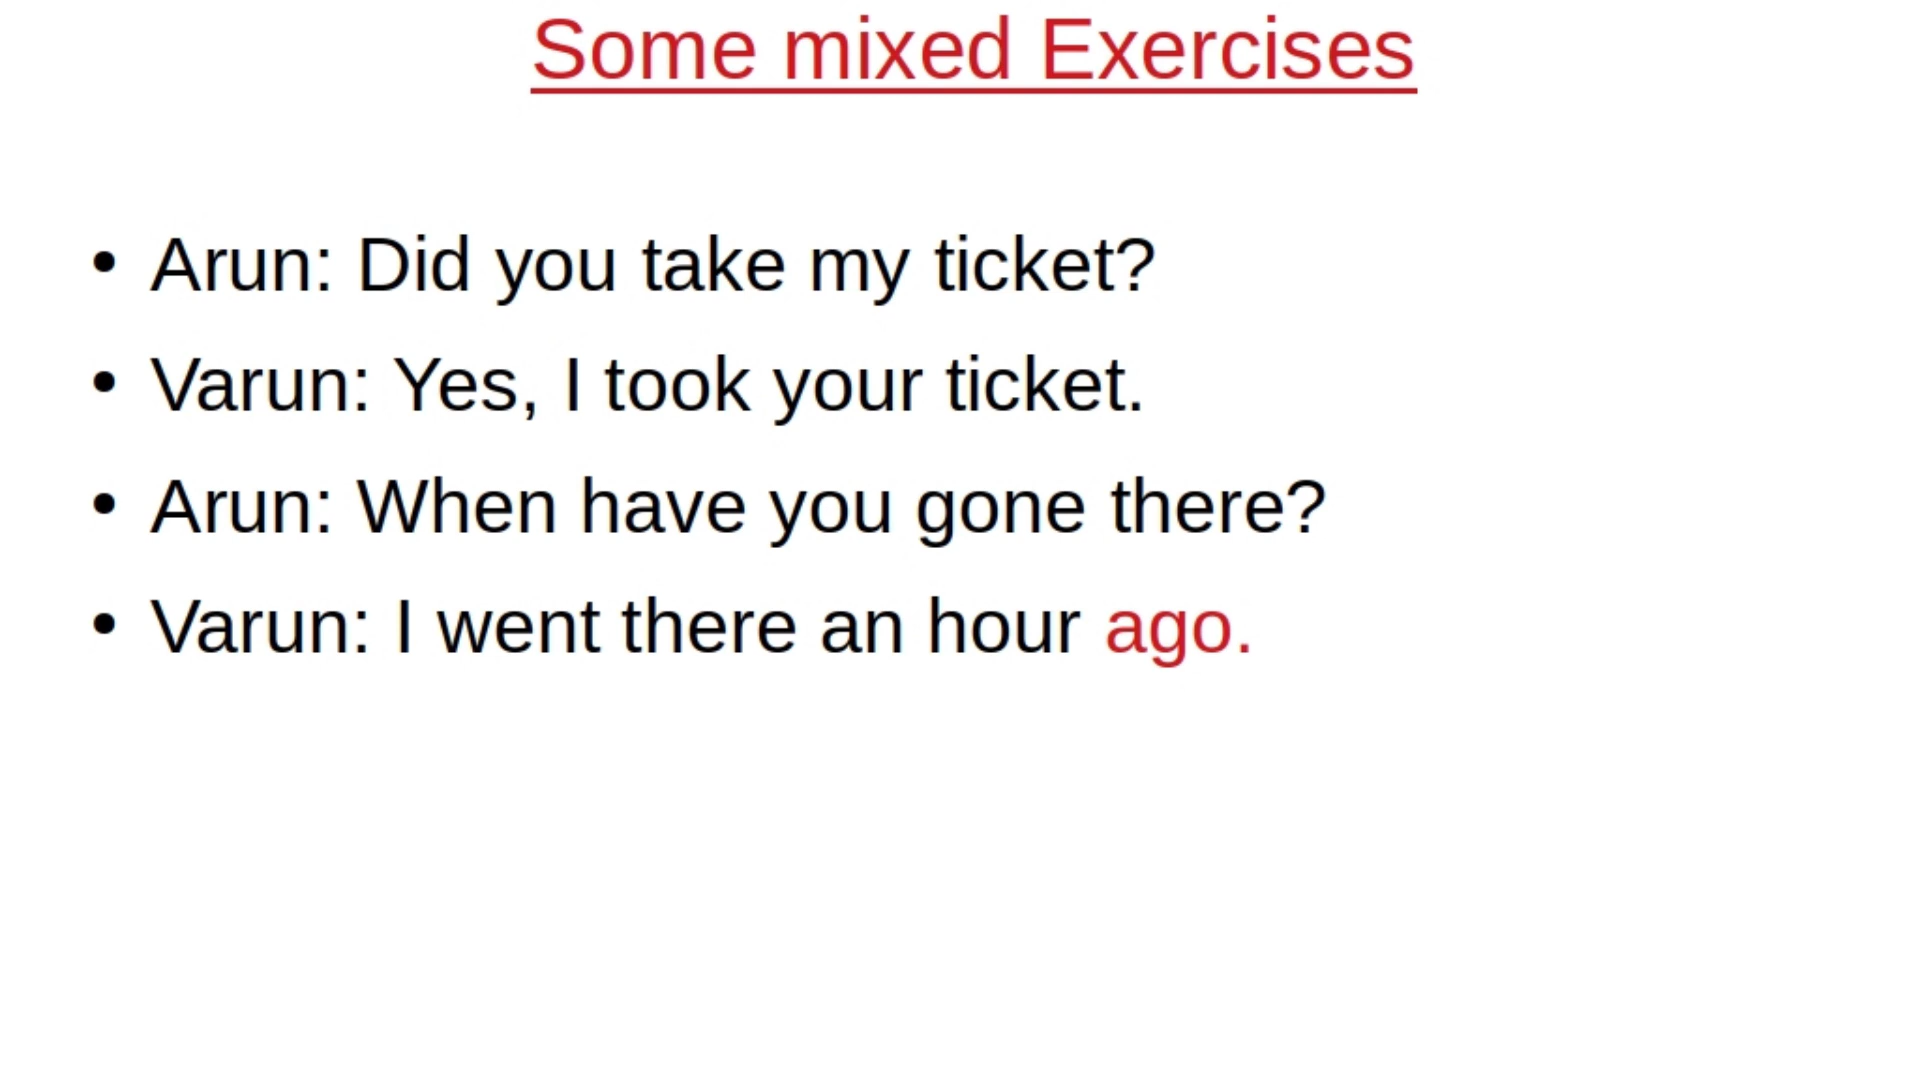 Some mixed Exercises
• Arun: Did you take my ticket?
• Varun: Yes, I took your ticket.
• Arun: When have you gone there?
• Varun: I went there an hour ago.